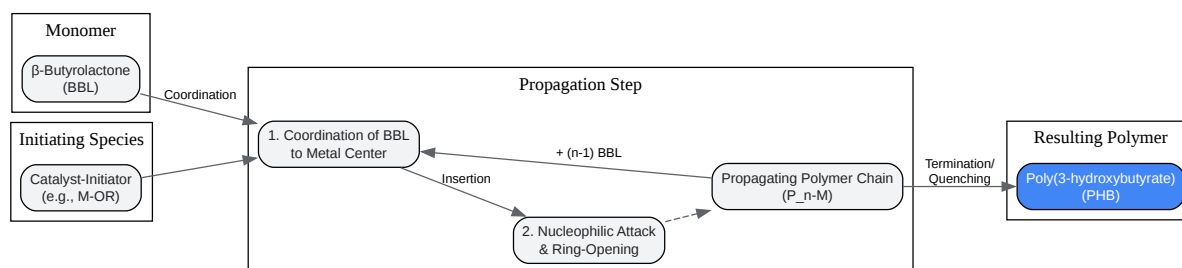 Monomer
β-Butyrolactone
(BBL)
Coordination
Initiating Species
Catalyst-Initiator
(e.g., M-OR)
Propagation Step
1. Coordination of BBL
to Metal Center
Insertion
2. Nucleophilic Attack
& Ring-Opening
+ (n-1) BBL
Propagating Polymer Chain
(P_n-M)
Termination/
Quenching
Resulting Polymer
Poly(3-hydroxybutyrate)
(PHB)